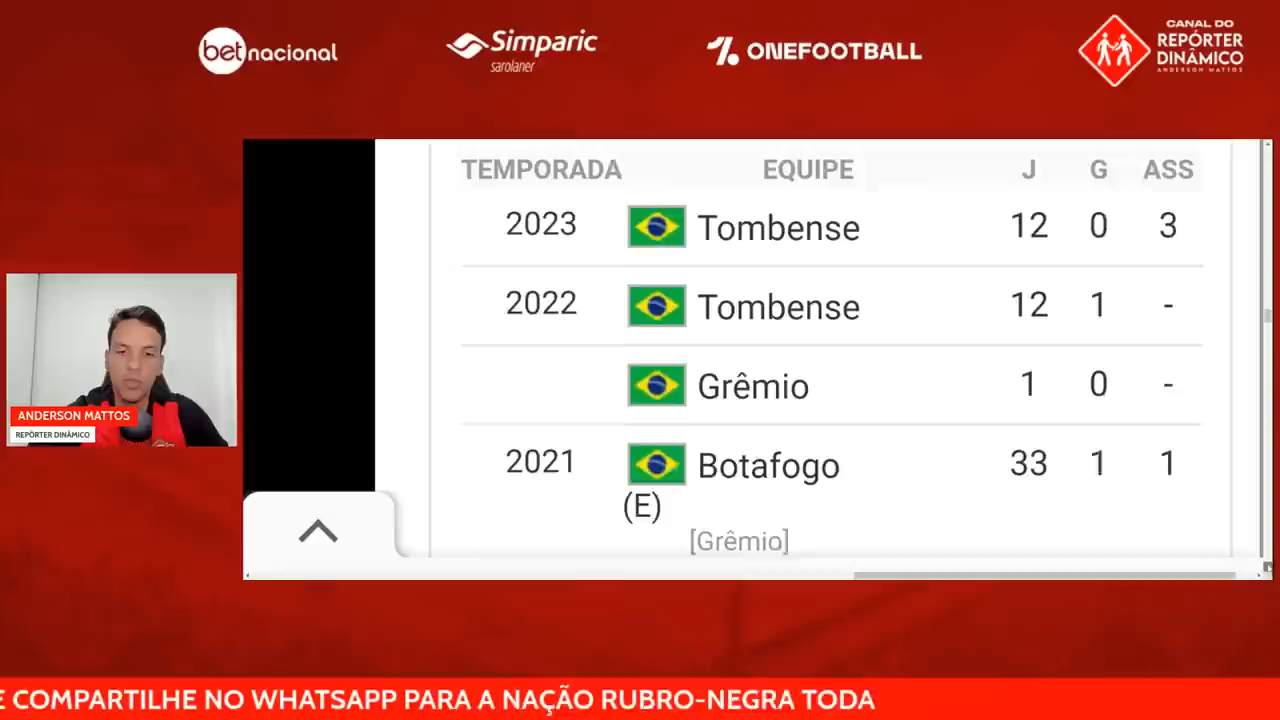 betnacional
Simparic
sarolaner
ONEFOOTBALL
CANAL DO
REPÓRTER
DINÂMICO
ANDERSON MATTOS
TEMPORADA EQUIPE J G ASS
2023 Tombense 12 0 3
2022 Tombense 12 1 -
Grêmio 1 0 -
2021 Botafogo 33 1 1
(E)
[Grêmio]
ANDERSON MATTOS
REPÓRTER DINÂMICO
E COMPARTILHE NO WHATSAPP PARA A NAÇÃO RUBRO-NEGRA TODA